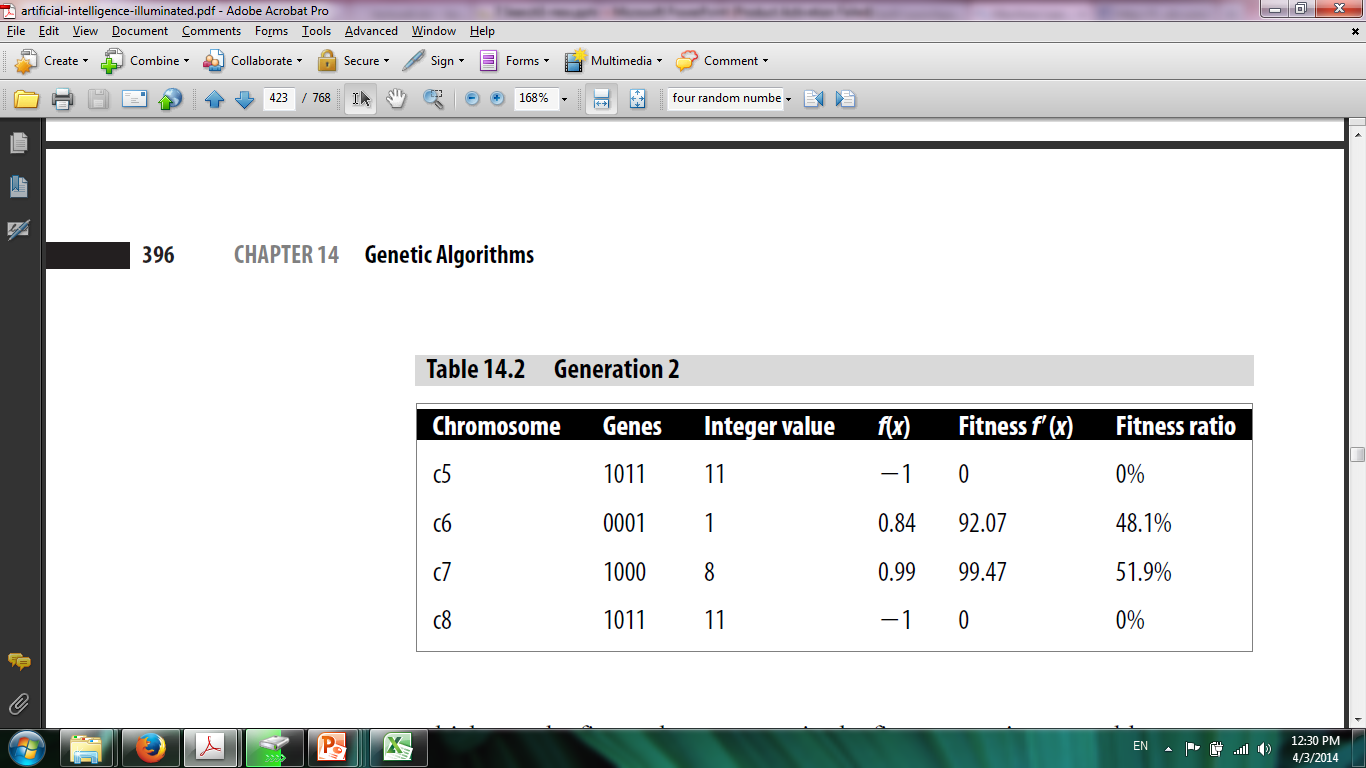 artificial-intelligence-illuminated.pdf - Adobe Acrobat Pro
File Edit View Document Comments Forms Tools Advanced Window Help
Create Combine Collaborate Secure Sign Forms Multimedia Comment
423 / 768 168% four random numbe
396 CHAPTER 14 Genetic Algorithms
Table 14.2 Generation 2
Chromosome Genes Integer value f(x) Fitness f′(x) Fitness ratio
c5 1011 11 −1 0 0%
c6 0001 1 0.84 92.07 48.1%
c7 1000 8 0.99 99.47 51.9%
c8 1011 11 −1 0 0%
EN 12:30 PM
4/3/2014